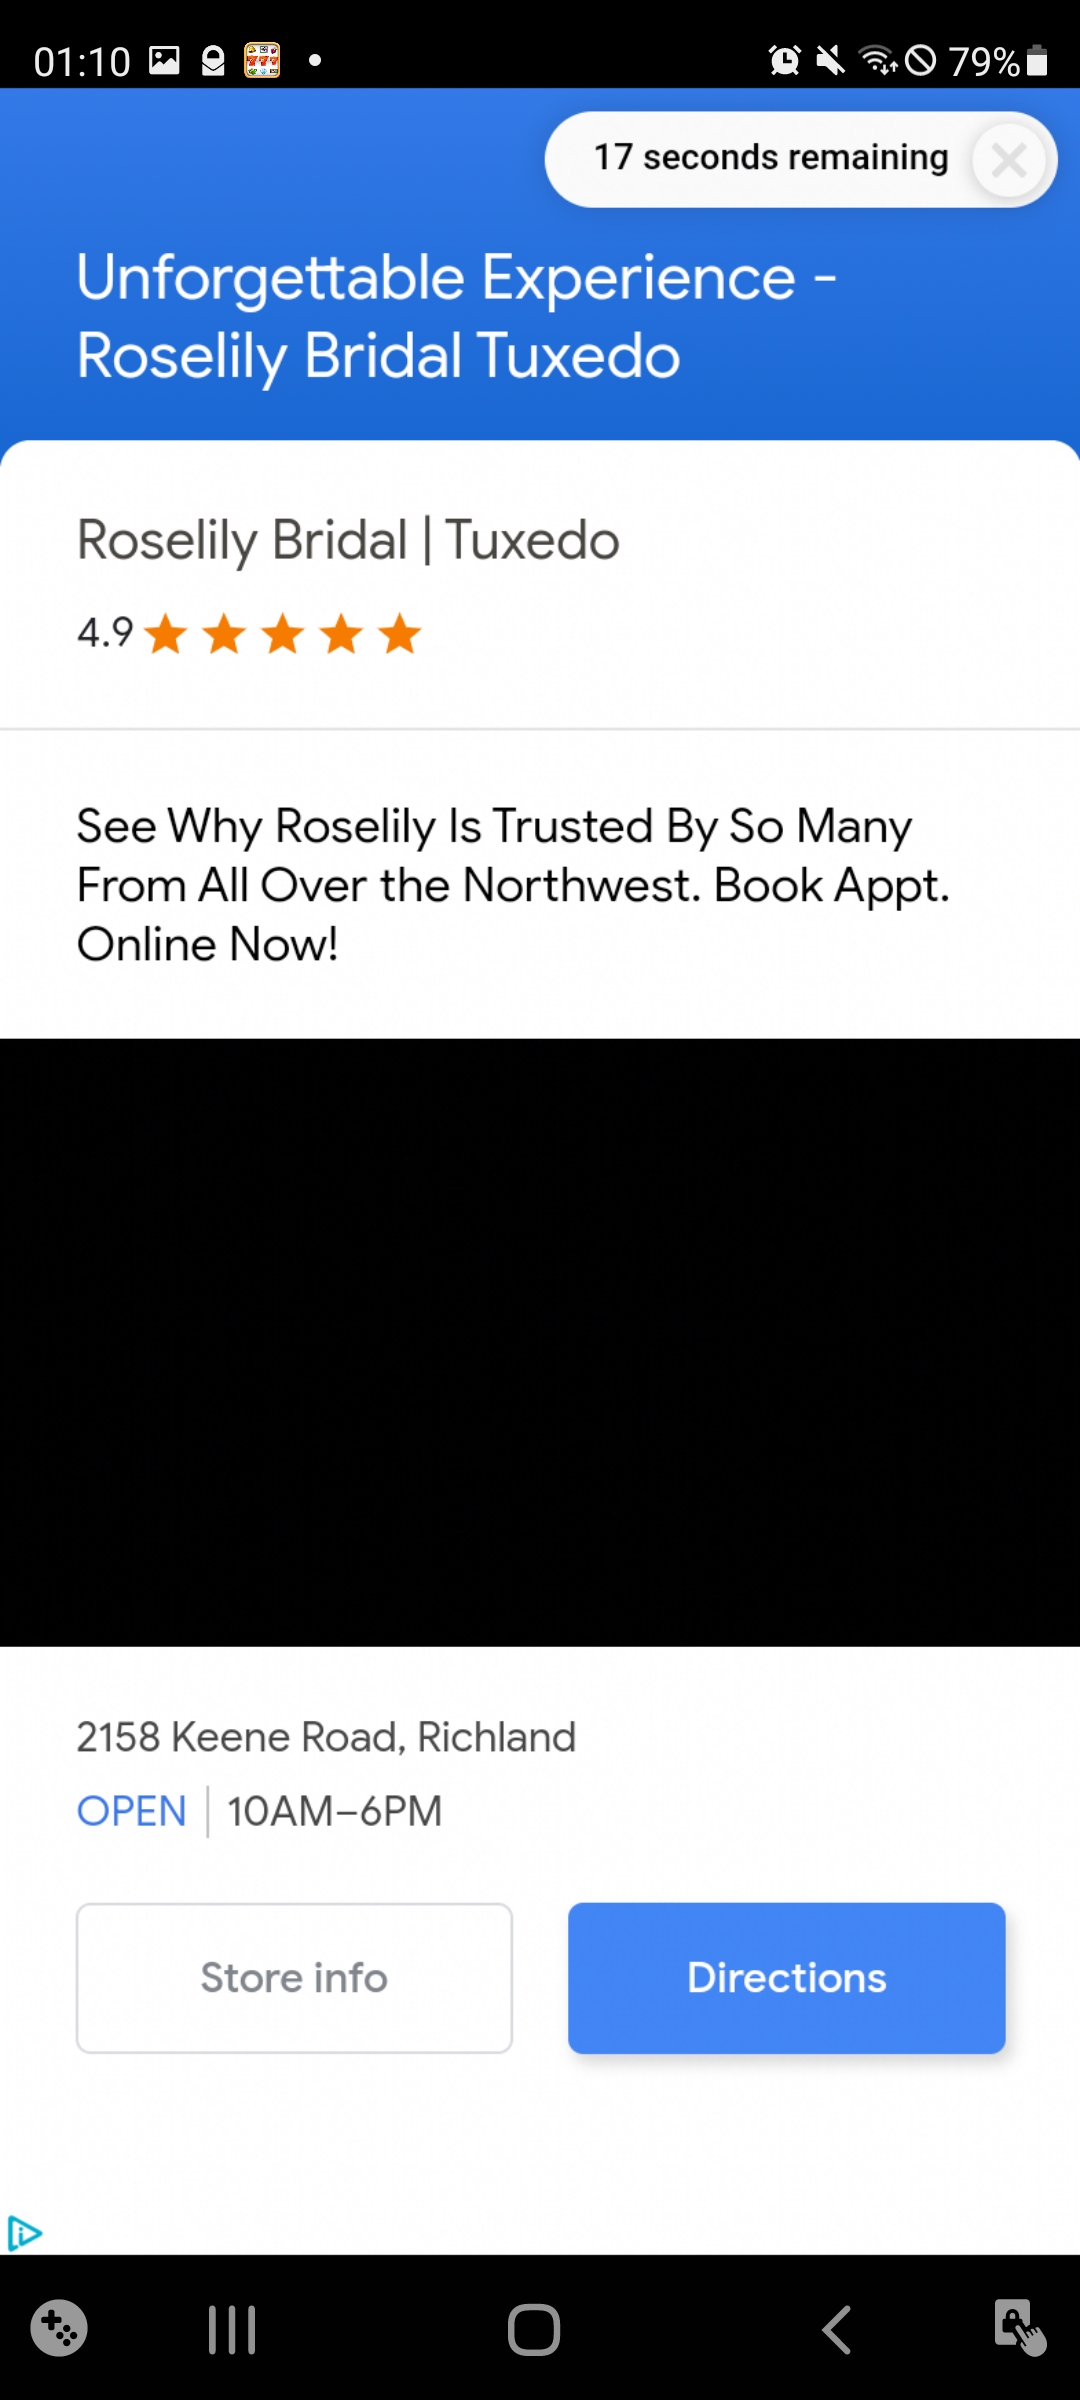 01:10
79%
17 seconds remaining
Unforgettable Experience -
Roselily Bridal Tuxedo
Roselily Bridal | Tuxedo
4.9
See Why Roselily Is Trusted By So Many
From All Over the Northwest. Book Appt.
Online Now!
2158 Keene Road, Richland
OPEN | 10AM–6PM
Store info
Directions